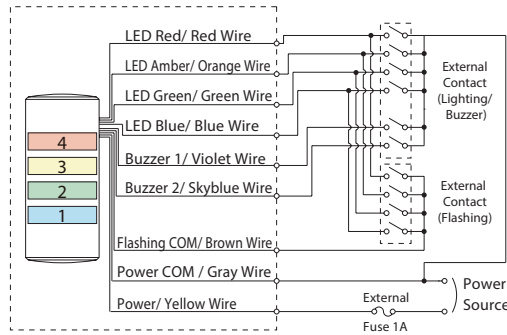 LED Red/ Red Wire
LED Amber/ Orange Wire
LED Green/ Green Wire
LED Blue/ Blue Wire
Buzzer 1/ Violet Wire
Buzzer 2/ Skyblue Wire
Flashing COM/ Brown Wire
Power COM / Gray Wire
Power/ Yellow Wire
4
3
2
1
External
Contact
(Lighting/
Buzzer)
External
Contact
(Flashing)
Power
Source
External
Fuse 1A